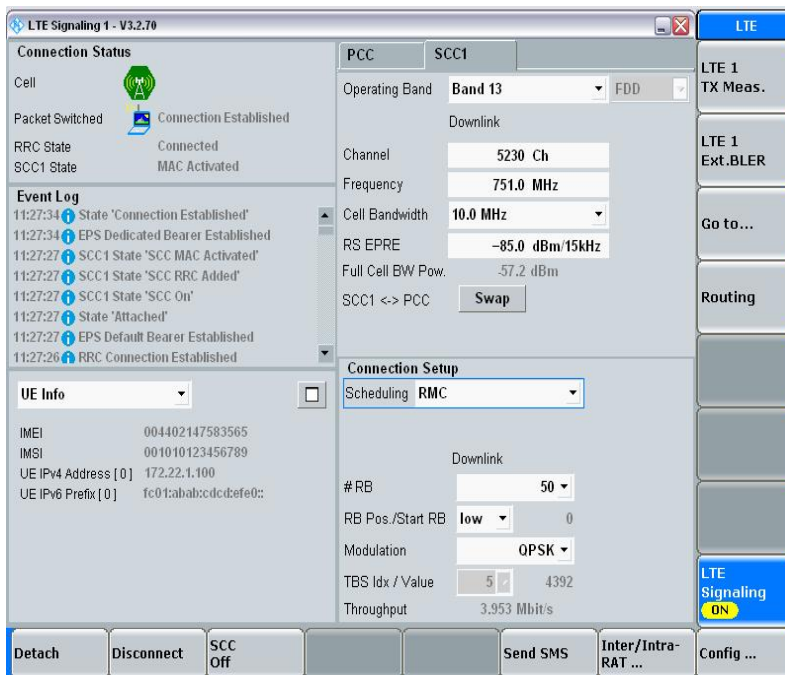 LTE Signaling 1 - V3.2.70
LTE
Connection Status
Cell
Packet Switched Connection Established
RRC State Connected
SCC1 State MAC Activated
Event Log
11:27:34 State 'Connection Established'
11:27:34 EPS Dedicated Bearer Established
11:27:27 SCC1 State 'SCC MAC Activated'
11:27:27 SCC1 State 'SCC RRC Added'
11:27:27 SCC1 State 'SCC On'
11:27:27 State 'Attached'
11:27:27 EPS Default Bearer Established
11:27:26 RRC Connection Established
UE Info
IMEI 004402147583565
IMSI 001010123456789
UE IPv4 Address [0] 172.22.1.100
UE IPv6 Prefix [0] fc01:abab:cdcd:efe0::
PCC SCC1
Operating Band Band 13 FDD
Downlink
Channel 5230 Ch
Frequency 751.0 MHz
Cell Bandwidth 10.0 MHz
RS EPRE -85.0 dBm/15kHz
Full Cell BW Pow. -57.2 dBm
SCC1 <-> PCC Swap
Connection Setup
Scheduling RMC
Downlink
# RB 50
RB Pos./Start RB low 0
Modulation QPSK
TBS Idx / Value 5 4392
Throughput 3.953 Mbit/s
LTE 1
TX Meas.
LTE 1
Ext.BLER
Go to...
Routing
LTE
Signaling
ON
Detach
Disconnect
SCC
Off
Send SMS
Inter/Intra-
RAT ...
Config ...